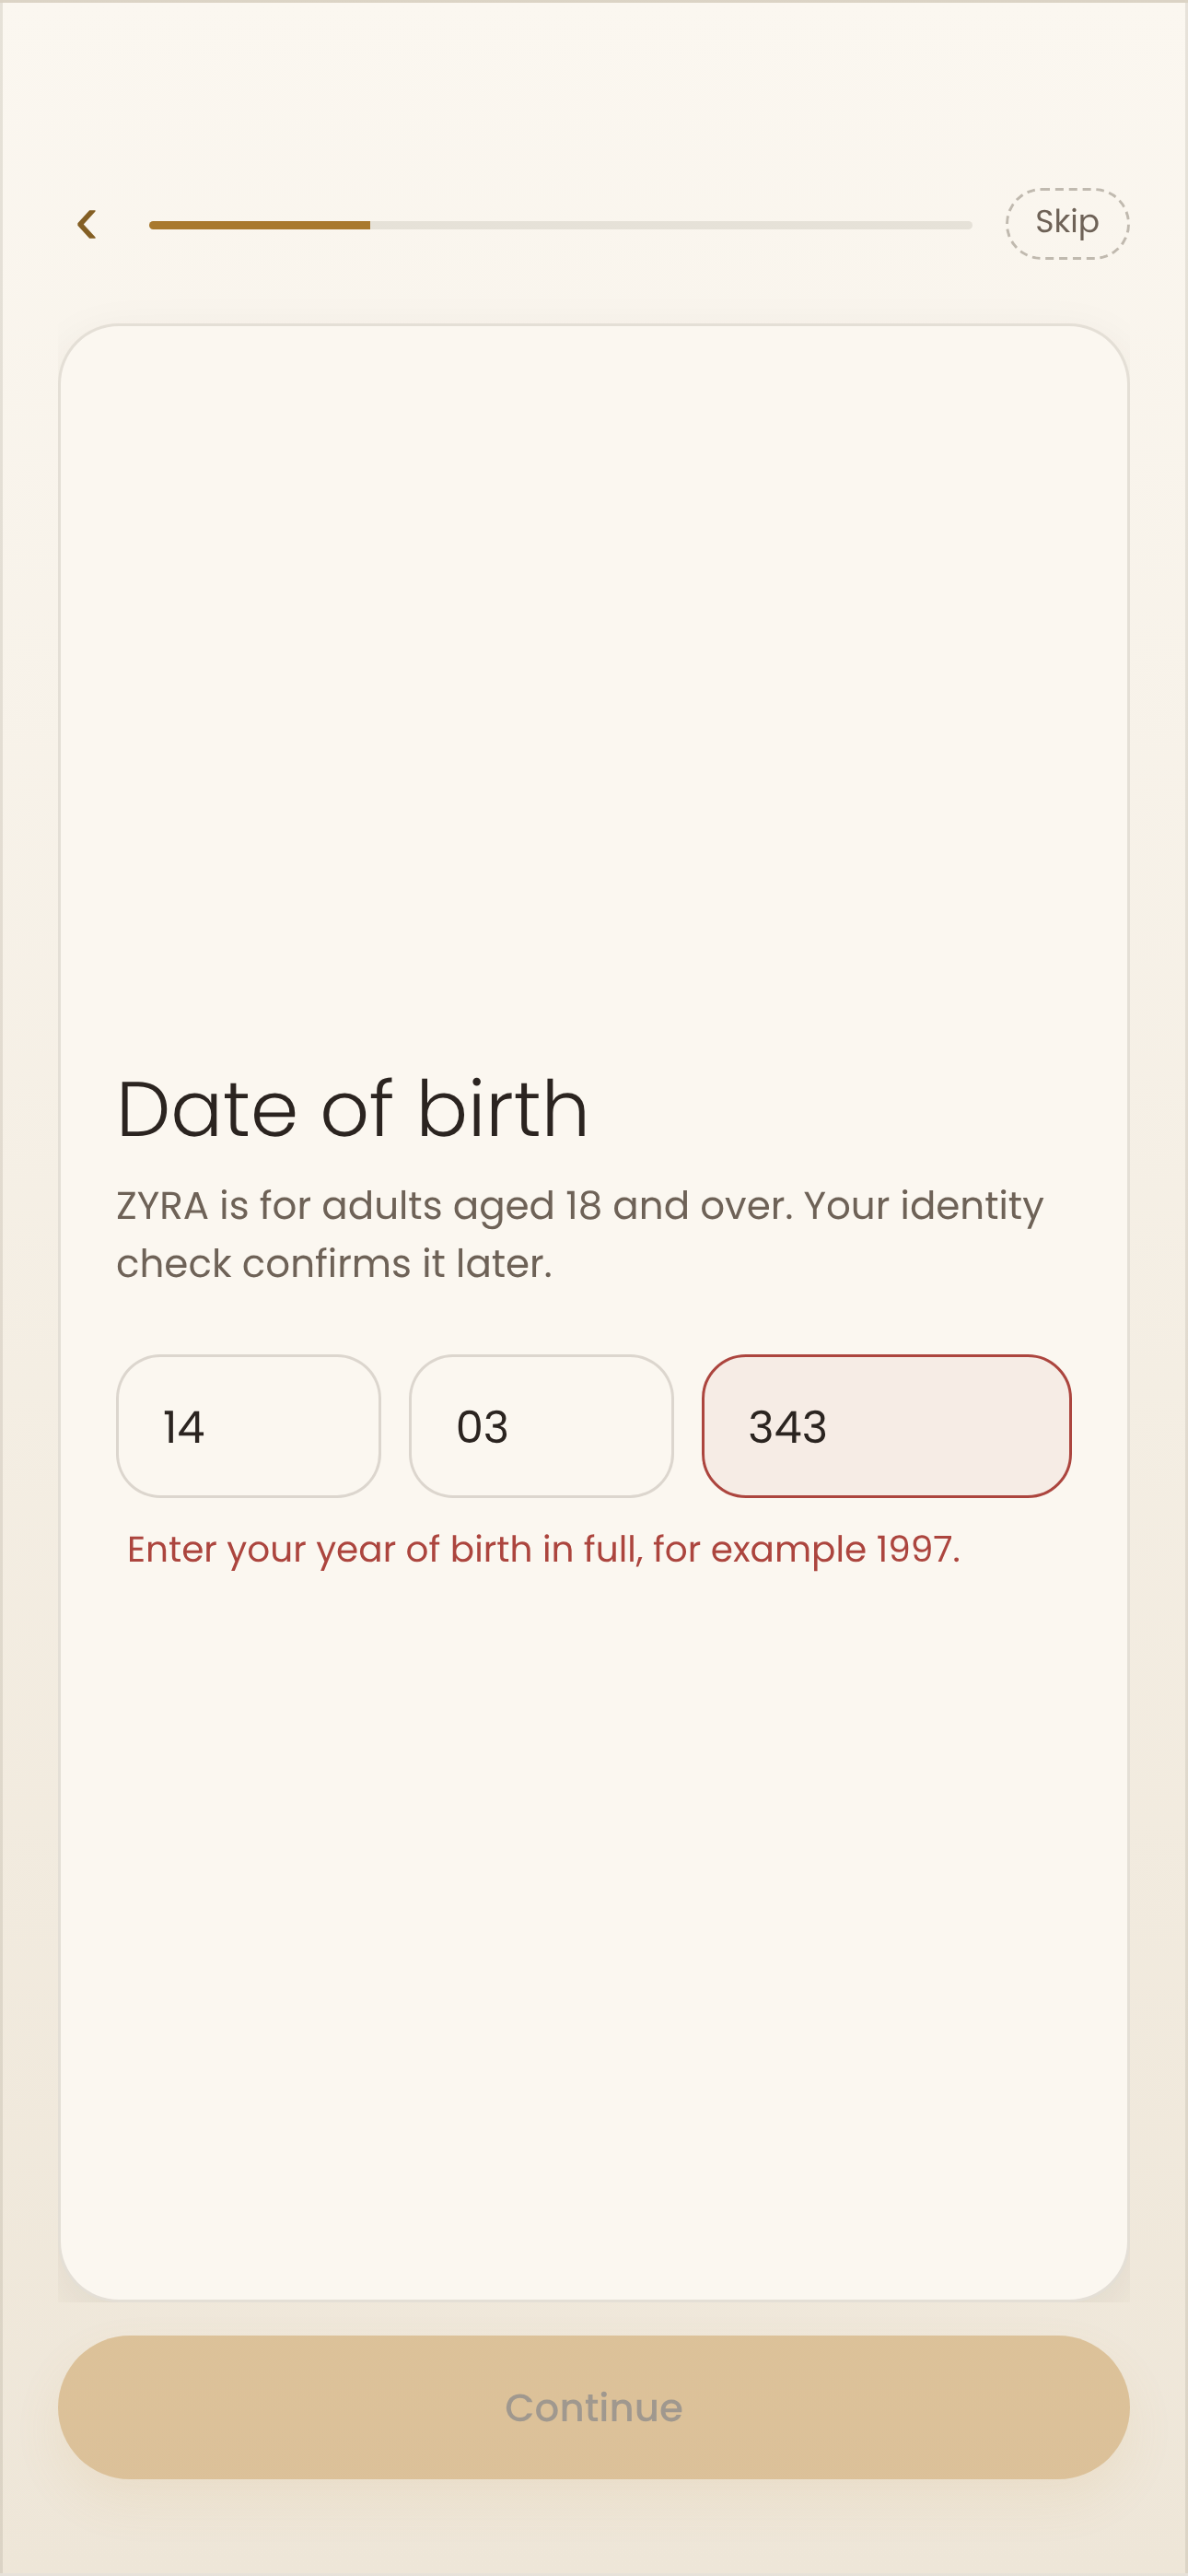 Skip
Date of birth
ZYRA is for adults aged 18 and over. Your identity
check confirms it later.
14 03 343
Enter your year of birth in full, for example 1997.
Continue